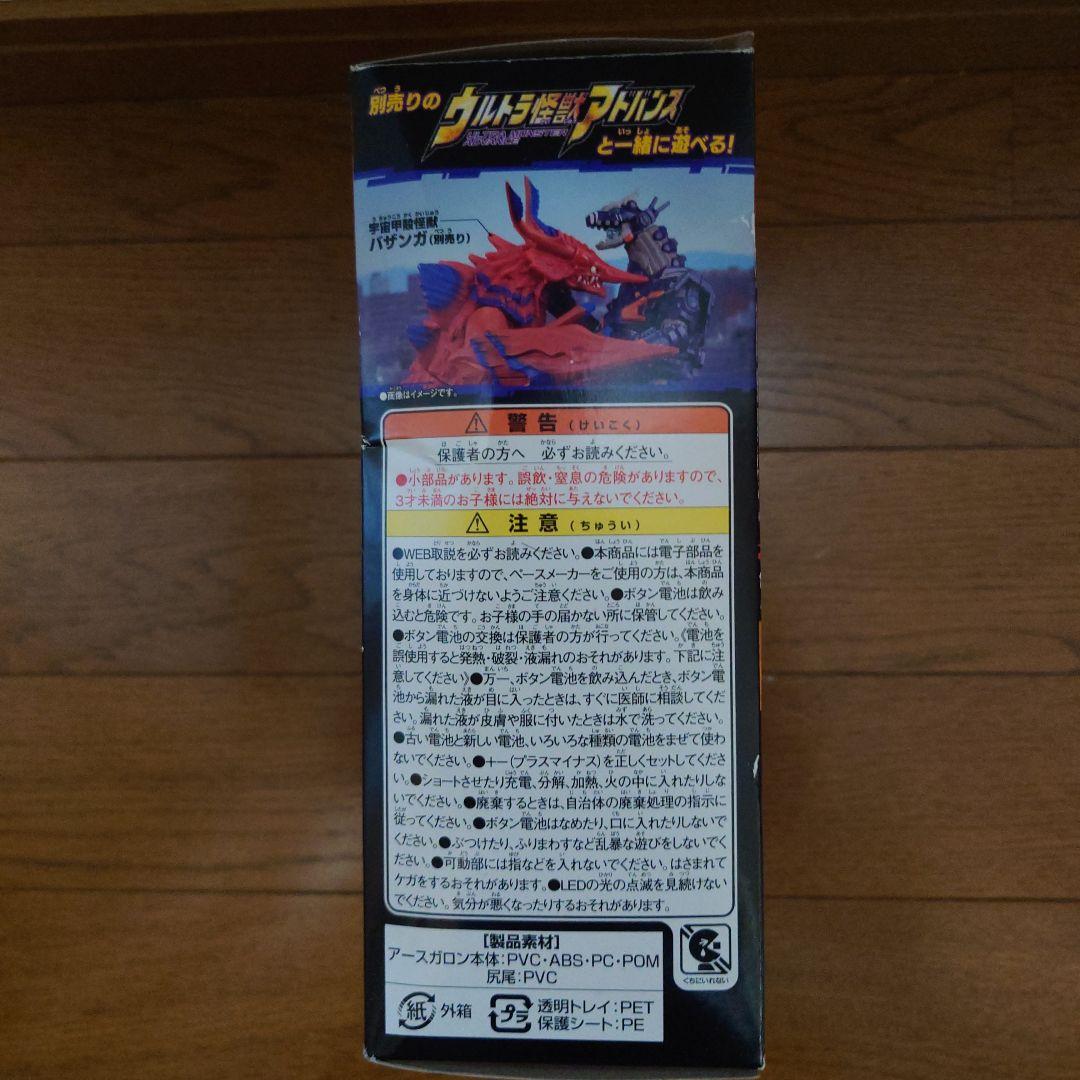 別売りの ウルトラ怪獣アドバンス
ULTRA MONSTER
ADVANCE
と一緒に遊べる!
宇宙甲殻怪獣
バザンガ(別売り)
●画像はイメージです。
警告(けいこく)
保護者の方へ 必ずお読みください。
●小部品があります。誤飲・窒息の危険がありますので、
3才未満のお子様には絶対に与えないでください。
注意(ちゅうい)
●WEB取説を必ずお読みください。●本商品には電子部品を
使用しておりますので、ペースメーカーをご使用の方は、本商品
を身体に近づけないようご注意ください。●ボタン電池は飲み
込むと危険です。お子様の手の届かない所に保管してください。
●ボタン電池の交換は保護者の方が行ってください。《電池を
誤使用すると発熱・破裂・液漏れのおそれがあります。下記に注
意してください》●万一、ボタン電池を飲み込んだとき、ボタン電
池から漏れた液が目に入ったときは、すぐに医師に相談してくだ
さい。漏れた液が皮膚や服に付いたときは水で洗ってください。
●古い電池と新しい電池、いろいろな種類の電池をまぜて使わ
ないでください。●+-(プラスマイナス)を正しくセットしてくださ
い。●ショートさせたり充電、分解、加熱、火の中に入れたりしな
いでください。●廃棄するときは、自治体の廃棄処理の指示に
従ってください。●ボタン電池はなめたり、口に入れたりしないで
ください。●ぶつけたり、ふりまわすなど乱暴な遊びをしないでく
ださい。●可動部には指などを入れないでください。はさまれて
ケガをするおそれがあります。●LEDの光の点滅を見続けない
でください。気分が悪くなったりするおそれがあります。
[製品素材]
アースガロン本体:PVC・ABS・PC・POM
尻尾:PVC
くちにいれない
紙 外箱
プラ 透明トレイ:PET
保護シート:PE